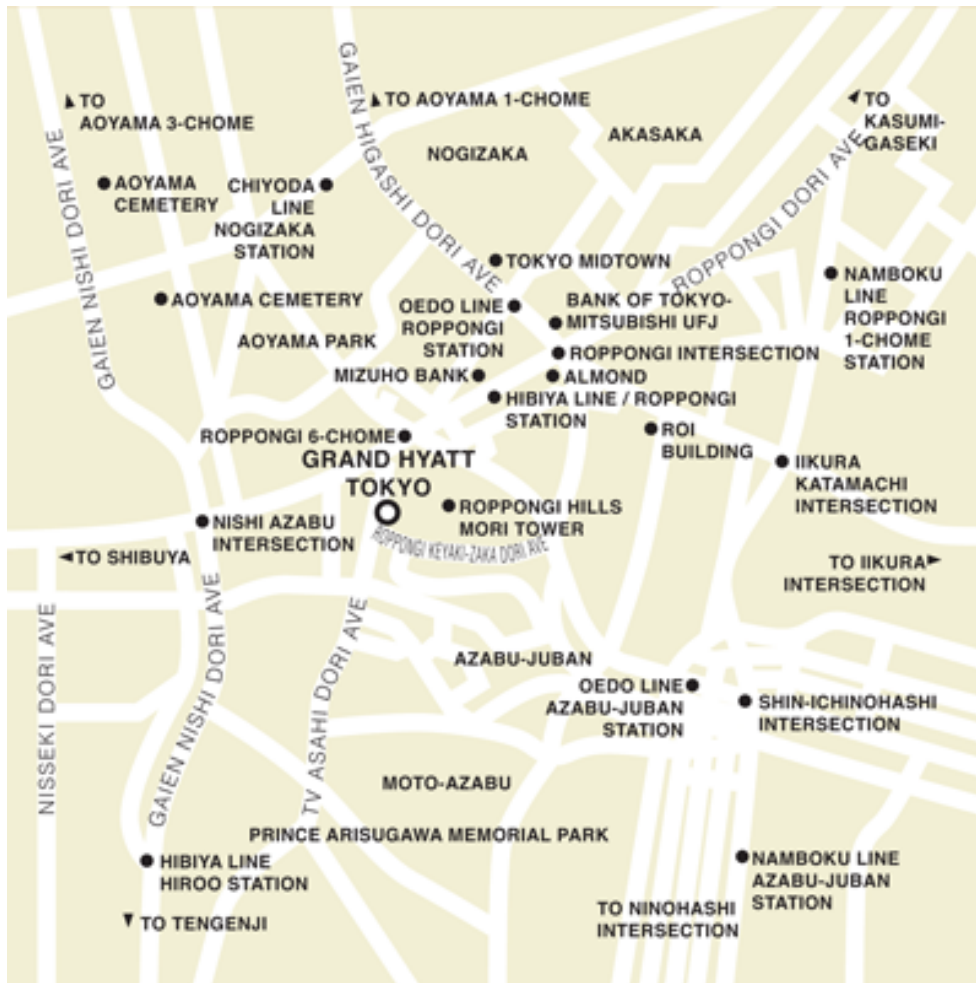 TO
AOYAMA 3-CHOME
GAIEN HIGASHI DORI AVE
TO AOYAMA 1-CHOME
AKASAKA
NOGIZAKA
TO
KASUMI-
GASEKI
GAIEN NISHI DORI AVE
AOYAMA
CEMETERY
CHIYODA
LINE
NOGIZAKA
STATION
ROPPONGI DORI AVE
TOKYO MIDTOWN
AOYAMA CEMETERY
OEDO LINE
ROPPONGI
STATION
BANK OF TOKYO-
MITSUBISHI UFJ
NAMBOKU
LINE
ROPPONGI
1-CHOME
STATION
AOYAMA PARK
ROPPONGI INTERSECTION
MIZUHO BANK
ALMOND
HIBIYA LINE / ROPPONGI
STATION
ROPPONGI 6-CHOME
ROI
BUILDING
GRAND HYATT
TOKYO
IIKURA
KATAMACHI
INTERSECTION
ROPPONGI HILLS
MORI TOWER
NISHI AZABU
INTERSECTION
ROPPONGI KEYAKI-ZAKA DORI AVE
TO SHIBUYA
TO IIKURA
INTERSECTION
NISSEKI DORI AVE
GAIEN NISHI DORI AVE
TV ASAHI DORI AVE
AZABU-JUBAN
OEDO LINE
AZABU-JUBAN
STATION
SHIN-ICHINOHASHI
INTERSECTION
MOTO-AZABU
PRINCE ARISUGAWA MEMORIAL PARK
HIBIYA LINE
HIROO STATION
NAMBOKU LINE
AZABU-JUBAN
STATION
TO TENGENJI
TO NINOHASHI
INTERSECTION